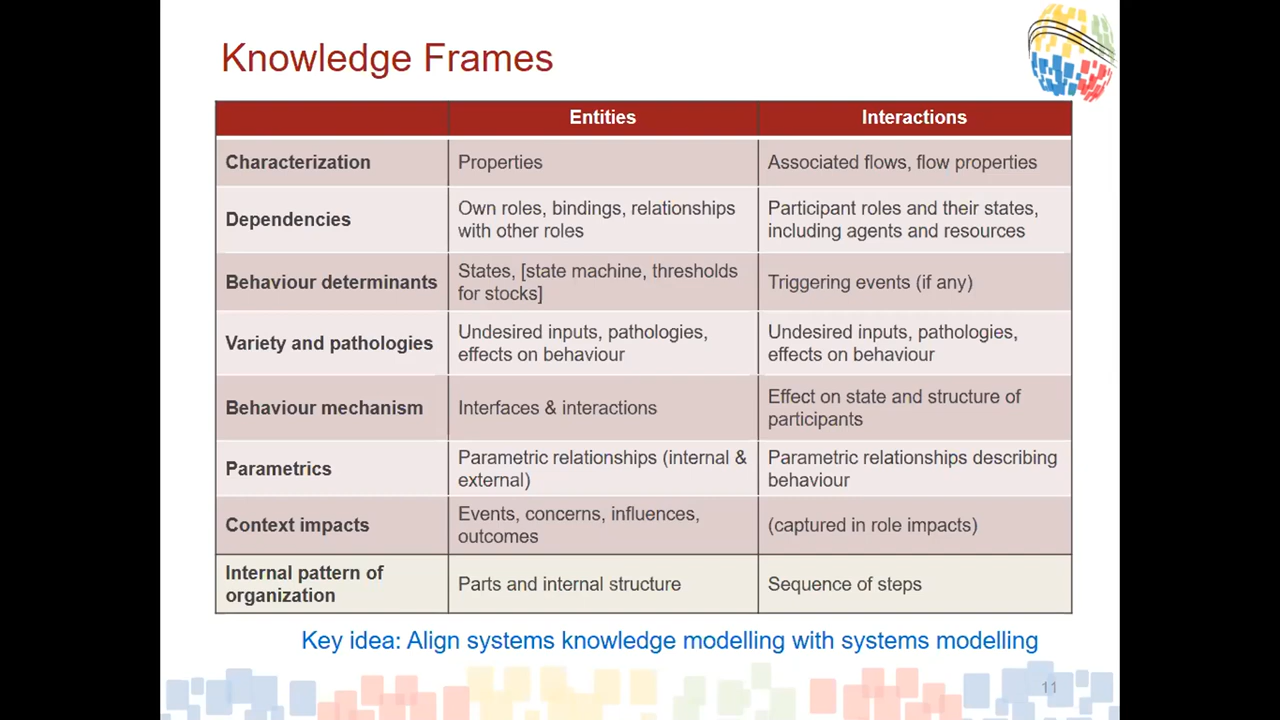 Knowledge Frames
Entities
Interactions
Characterization
Properties
Associated flows, flow properties
Dependencies
Own roles, bindings, relationships
with other roles
Participant roles and their states,
including agents and resources
Behaviour determinants
States, [state machine, thresholds
for stocks]
Triggering events (if any)
Variety and pathologies
Undesired inputs, pathologies,
effects on behaviour
Undesired inputs, pathologies,
effects on behaviour
Behaviour mechanism
Interfaces & interactions
Effect on state and structure of
participants
Parametrics
Parametric relationships (internal &
external)
Parametric relationships describing
behaviour
Context impacts
Events, concerns, influences,
outcomes
(captured in role impacts)
Internal pattern of
organization
Parts and internal structure
Sequence of steps
Key idea: Align systems knowledge modelling with systems modelling
11